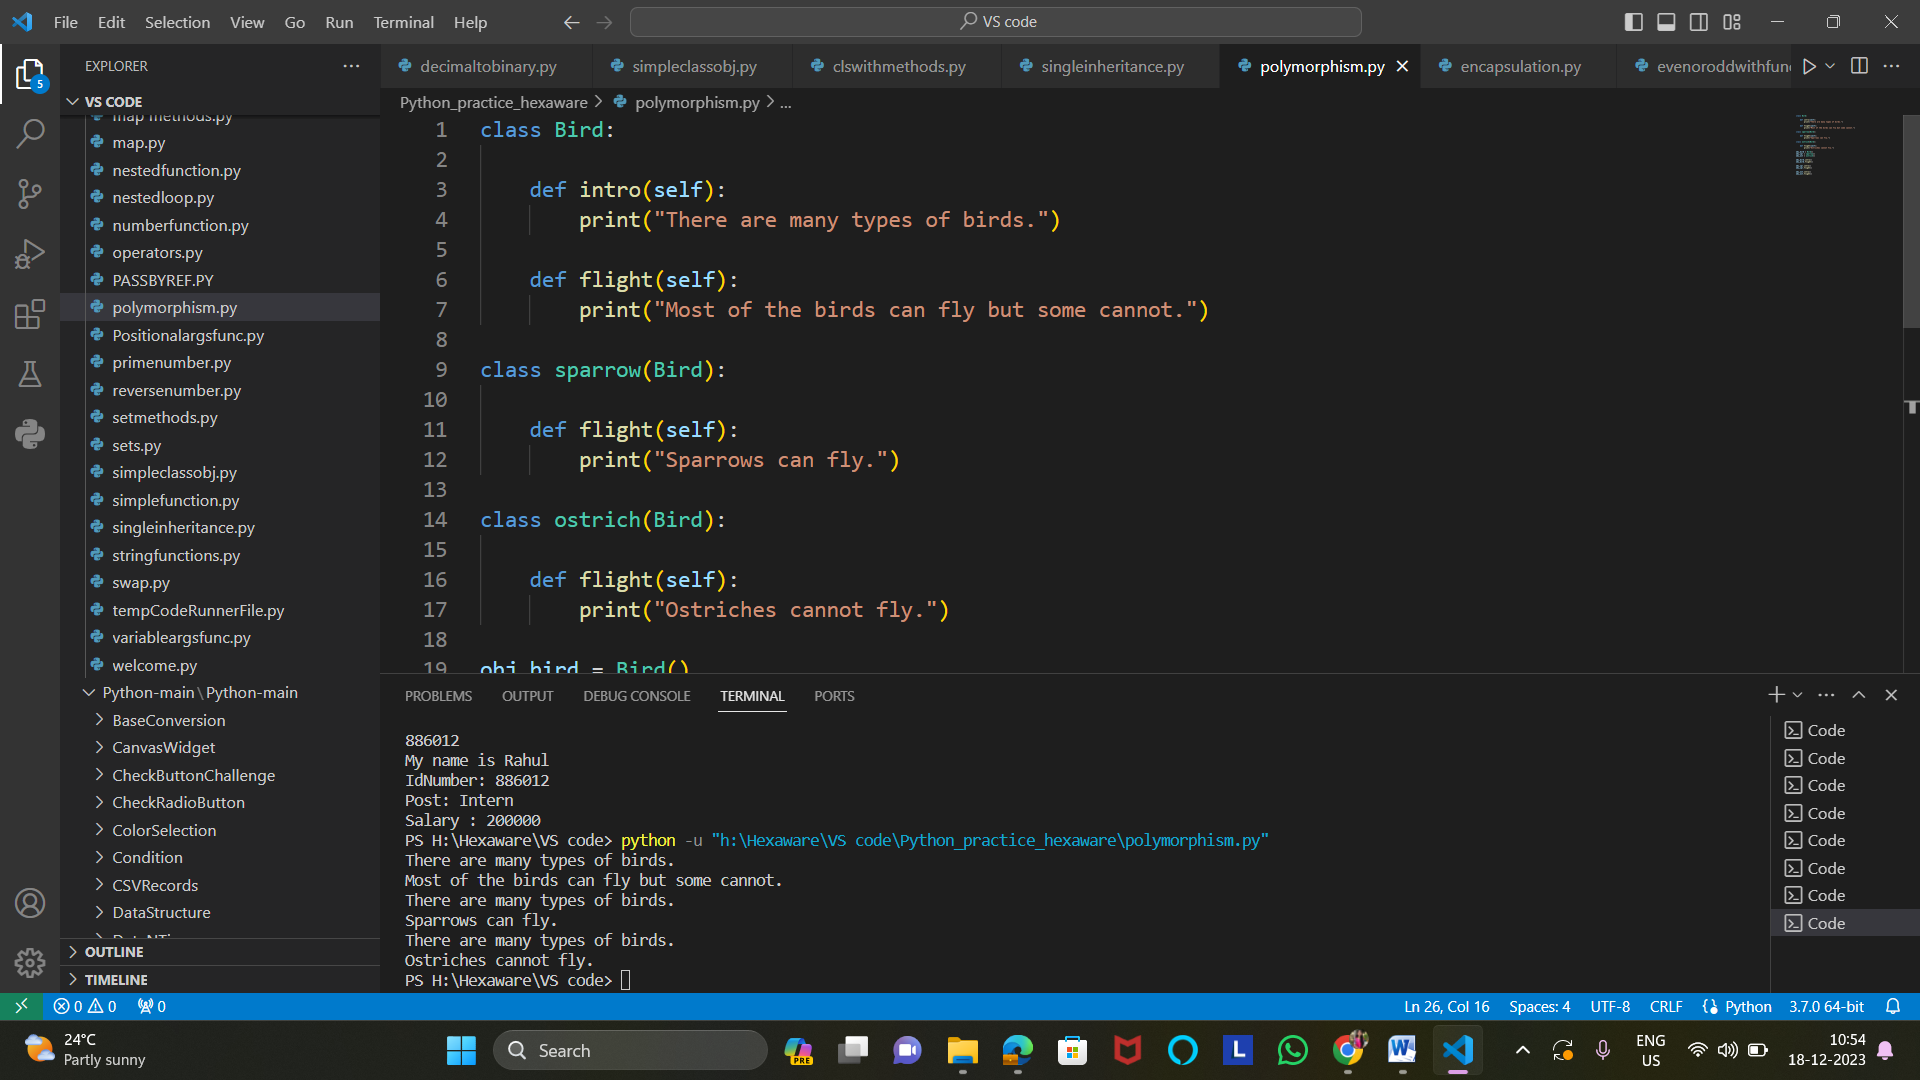 File Edit Selection View Go Run Terminal Help
VS code
EXPLORER
VS CODE
map methods.py
map.py
nestedfunction.py
nestedloop.py
numberfunction.py
operators.py
PASSBYREF.PY
polymorphism.py
Positionalargsfunc.py
primenumber.py
reversenumber.py
setmethods.py
sets.py
simpleclassobj.py
simplefunction.py
singleinheritance.py
stringfunctions.py
swap.py
tempCodeRunnerFile.py
variableargsfunc.py
welcome.py
Python-main\Python-main
BaseConversion
CanvasWidget
CheckButtonChallenge
CheckRadioButton
ColorSelection
Condition
CSVRecords
DataStructure
OUTLINE
TIMELINE
5
decimaltobinary.py simpleclassobj.py clswithmethods.py singleinheritance.py polymorphism.py encapsulation.py evenoroddwithfun
Python_practice_hexaware > polymorphism.py > ...
1 class Bird:
2
3 def intro(self):
4 print("There are many types of birds.")
5
6 def flight(self):
7 print("Most of the birds can fly but some cannot.")
8
9 class sparrow(Bird):
10
11 def flight(self):
12 print("Sparrows can fly.")
13
14 class ostrich(Bird):
15
16 def flight(self):
17 print("Ostriches cannot fly.")
18
19 obj_bird = Bird()
PROBLEMS OUTPUT DEBUG CONSOLE TERMINAL PORTS
886012
My name is Rahul
IdNumber: 886012
Post: Intern
Salary : 200000
PS H:\Hexaware\VS code> python -u "h:\Hexaware\VS code\Python_practice_hexaware\polymorphism.py"
There are many types of birds.
Most of the birds can fly but some cannot.
There are many types of birds.
Sparrows can fly.
There are many types of birds.
Ostriches cannot fly.
PS H:\Hexaware\VS code>
Code
Code
Code
Code
Code
Code
Code
Code
0 0 0
Ln 26, Col 16 Spaces: 4 UTF-8 CRLF Python 3.7.0 64-bit
24°C
Partly sunny
Search
PRE
L
W
ENG
US
10:54
18-12-2023